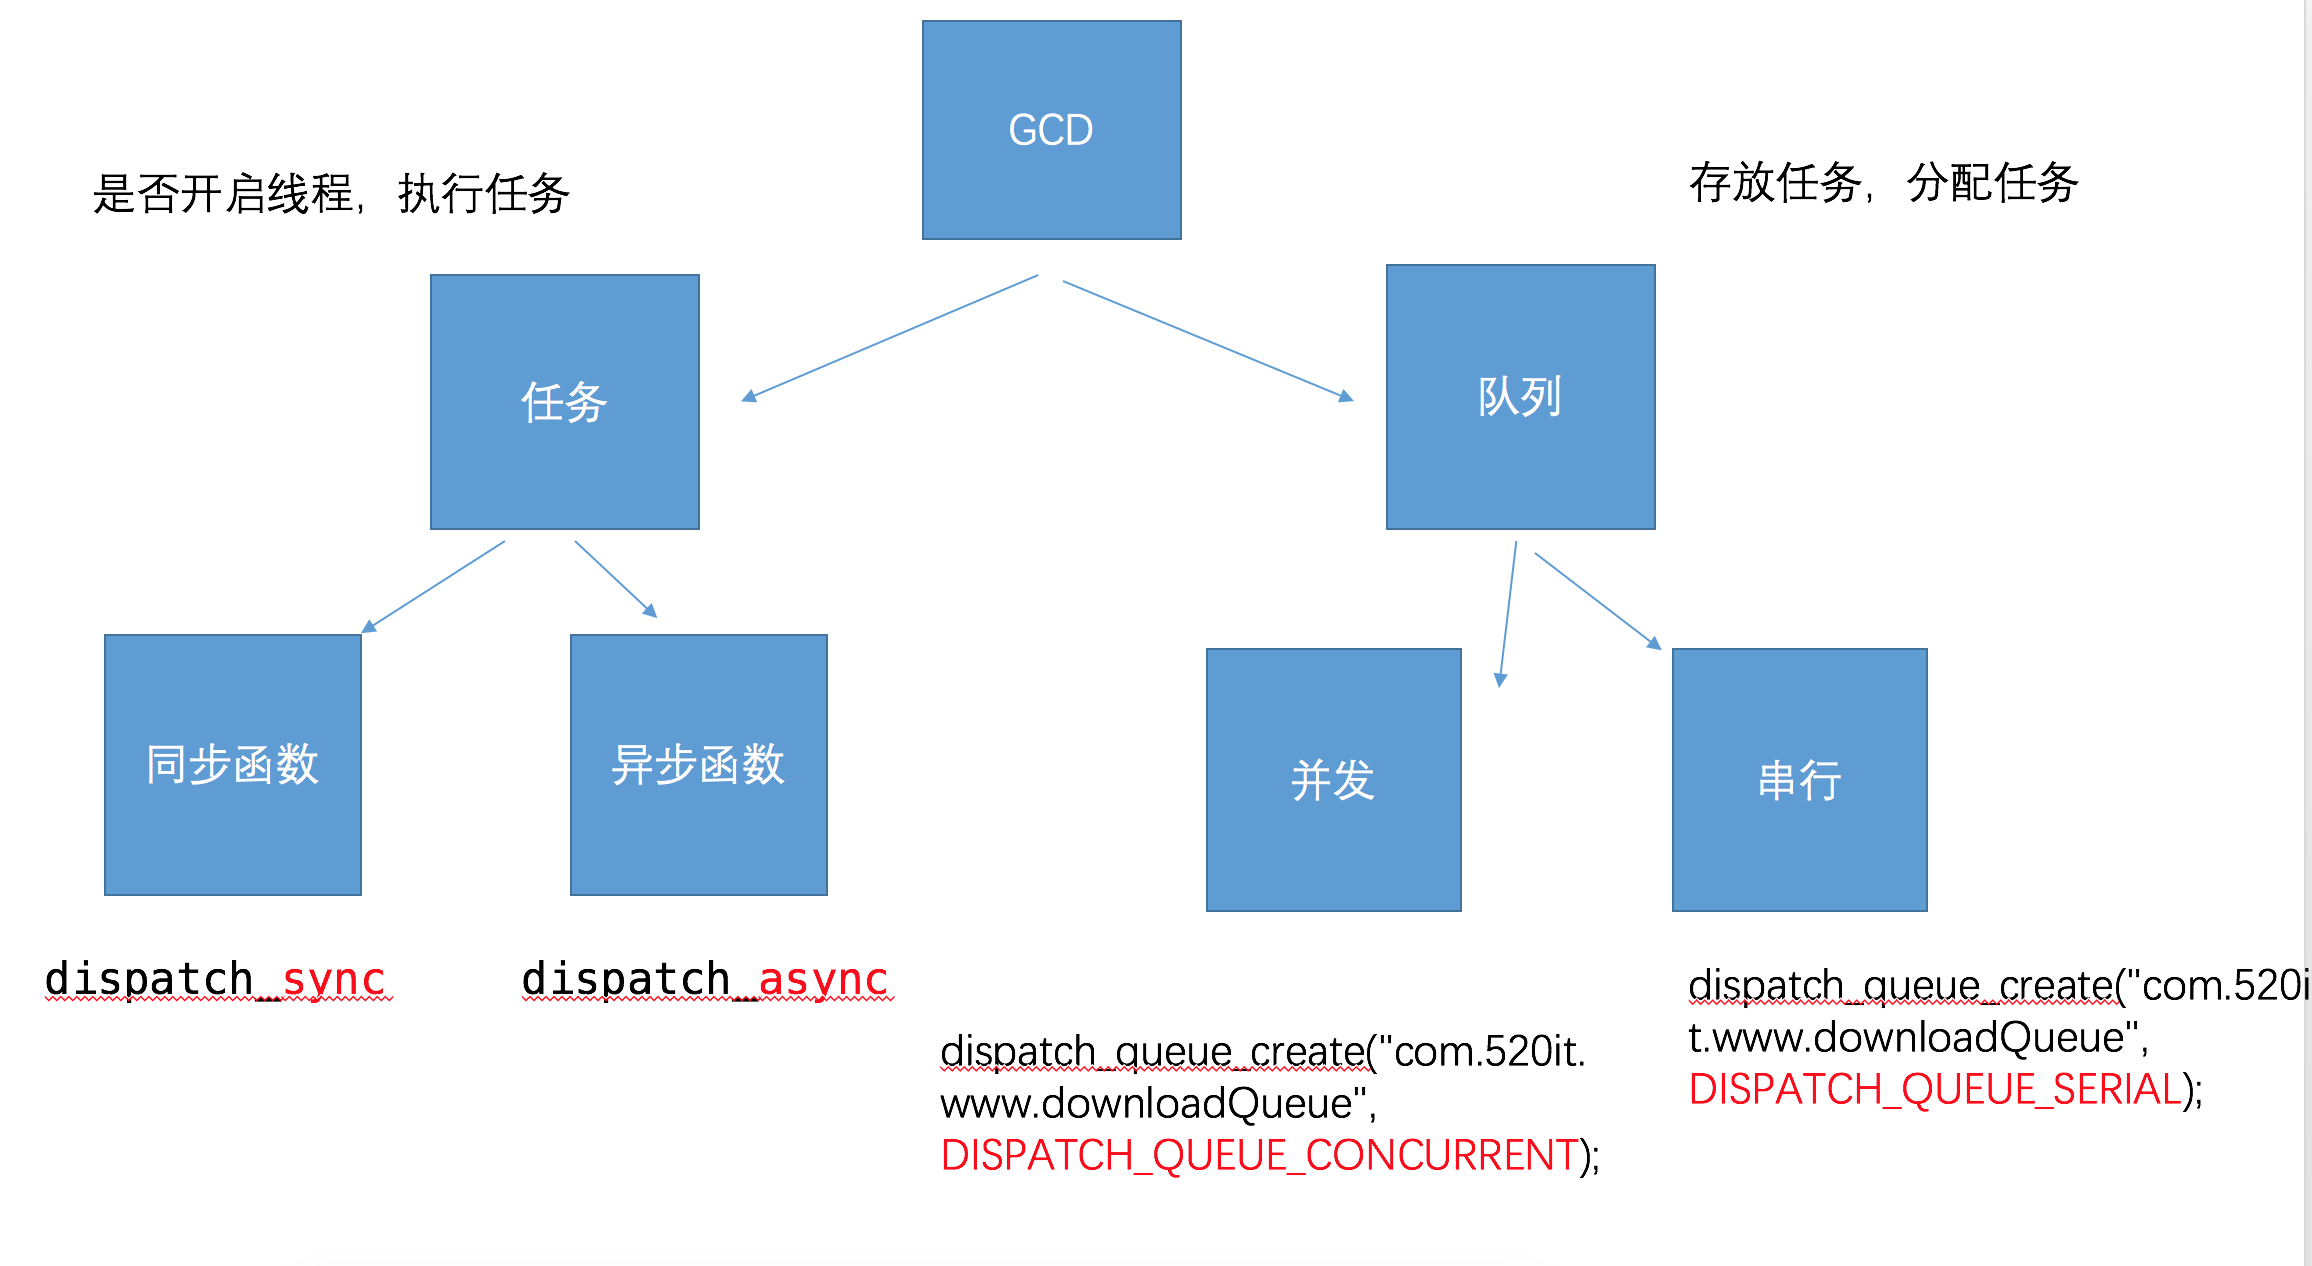 GCD
是否开启线程，执行任务
存放任务，分配任务
任务
队列
同步函数
异步函数
并发
串行
dispatch_sync
dispatch_async
dispatch_queue_create("com.520it.
www.downloadQueue",
DISPATCH_QUEUE_CONCURRENT);
dispatch_queue_create("com.520i
t.www.downloadQueue",
DISPATCH_QUEUE_SERIAL);